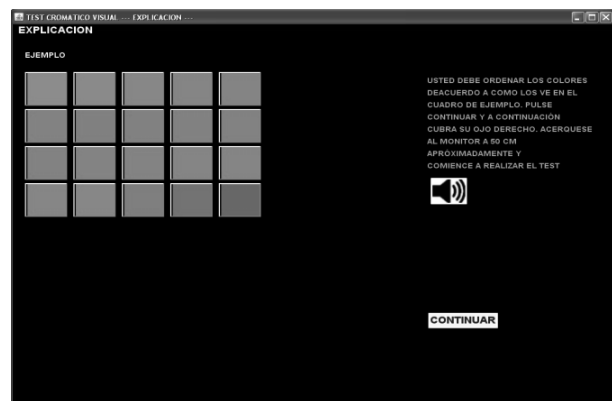 TEST CROMATICO VISUAL --- EXPLICACION ---
EXPLICACION
EJEMPLO
USTED DEBE ORDENAR LOS COLORES
DEACUERDO A COMO LOS VE EN EL
CUADRO DE EJEMPLO. PULSE
CONTINUAR Y A CONTINUACIÓN
CUBRA SU OJO DERECHO. ACERQUESE
AL MONITOR A 50 CM
APRÓXIMADAMENTE Y
COMIENCE A REALIZAR EL TEST
CONTINUAR